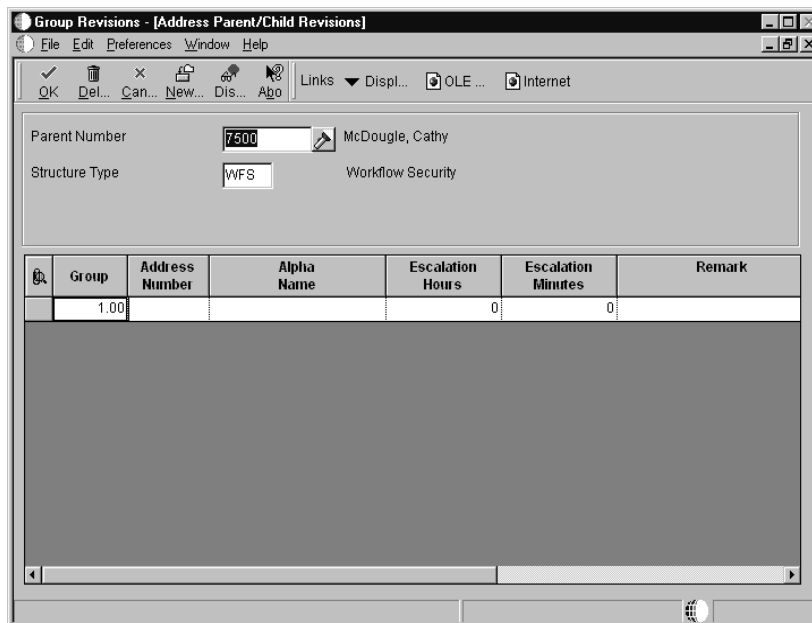 Group Revisions - [Address Parent/Child Revisions]
File Edit Preferences Window Help
OK Del... Can... New... Dis... Abo Links Displ... OLE ... Internet
Parent Number 7500 McDougle, Cathy
Structure Type WFS Workflow Security
Group Address Number Alpha Name Escalation Hours Escalation Minutes Remark
1.00 0 0